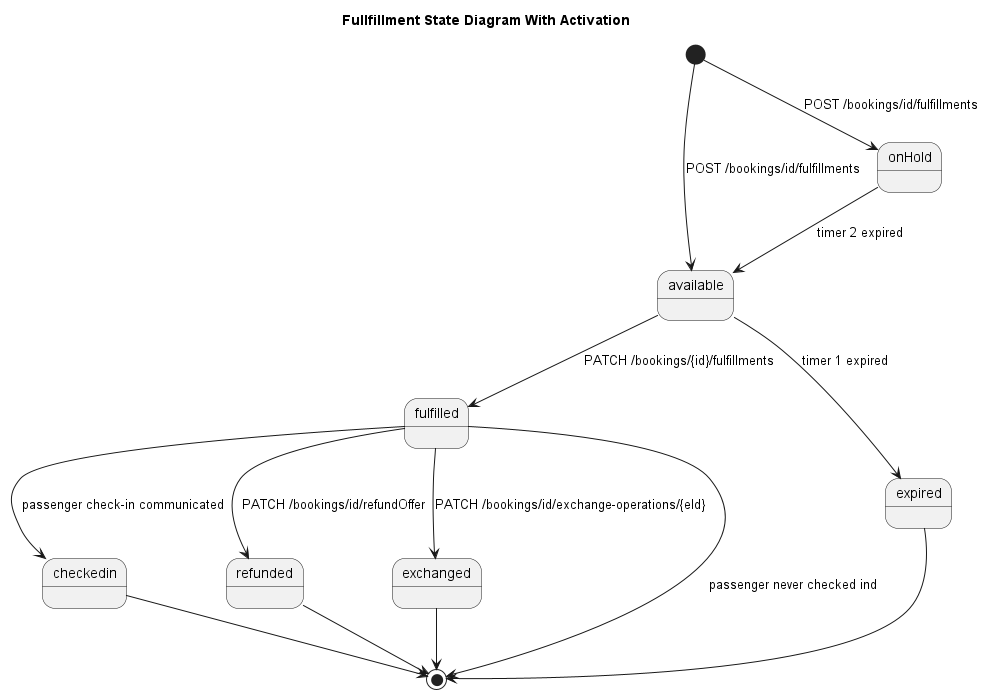 Fullfillment State Diagram With Activation
POST /bookings/id/fulfillments
onHold
POST /bookings/id/fulfillments
timer 2 expired
available
PATCH /bookings/{id}/fulfillments
timer 1 expired
fulfilled
expired
passenger check-in communicated
PATCH /bookings/id/refundOffer
PATCH /bookings/id/exchange-operations/{eId}
checkedin
refunded
exchanged
passenger never checked ind